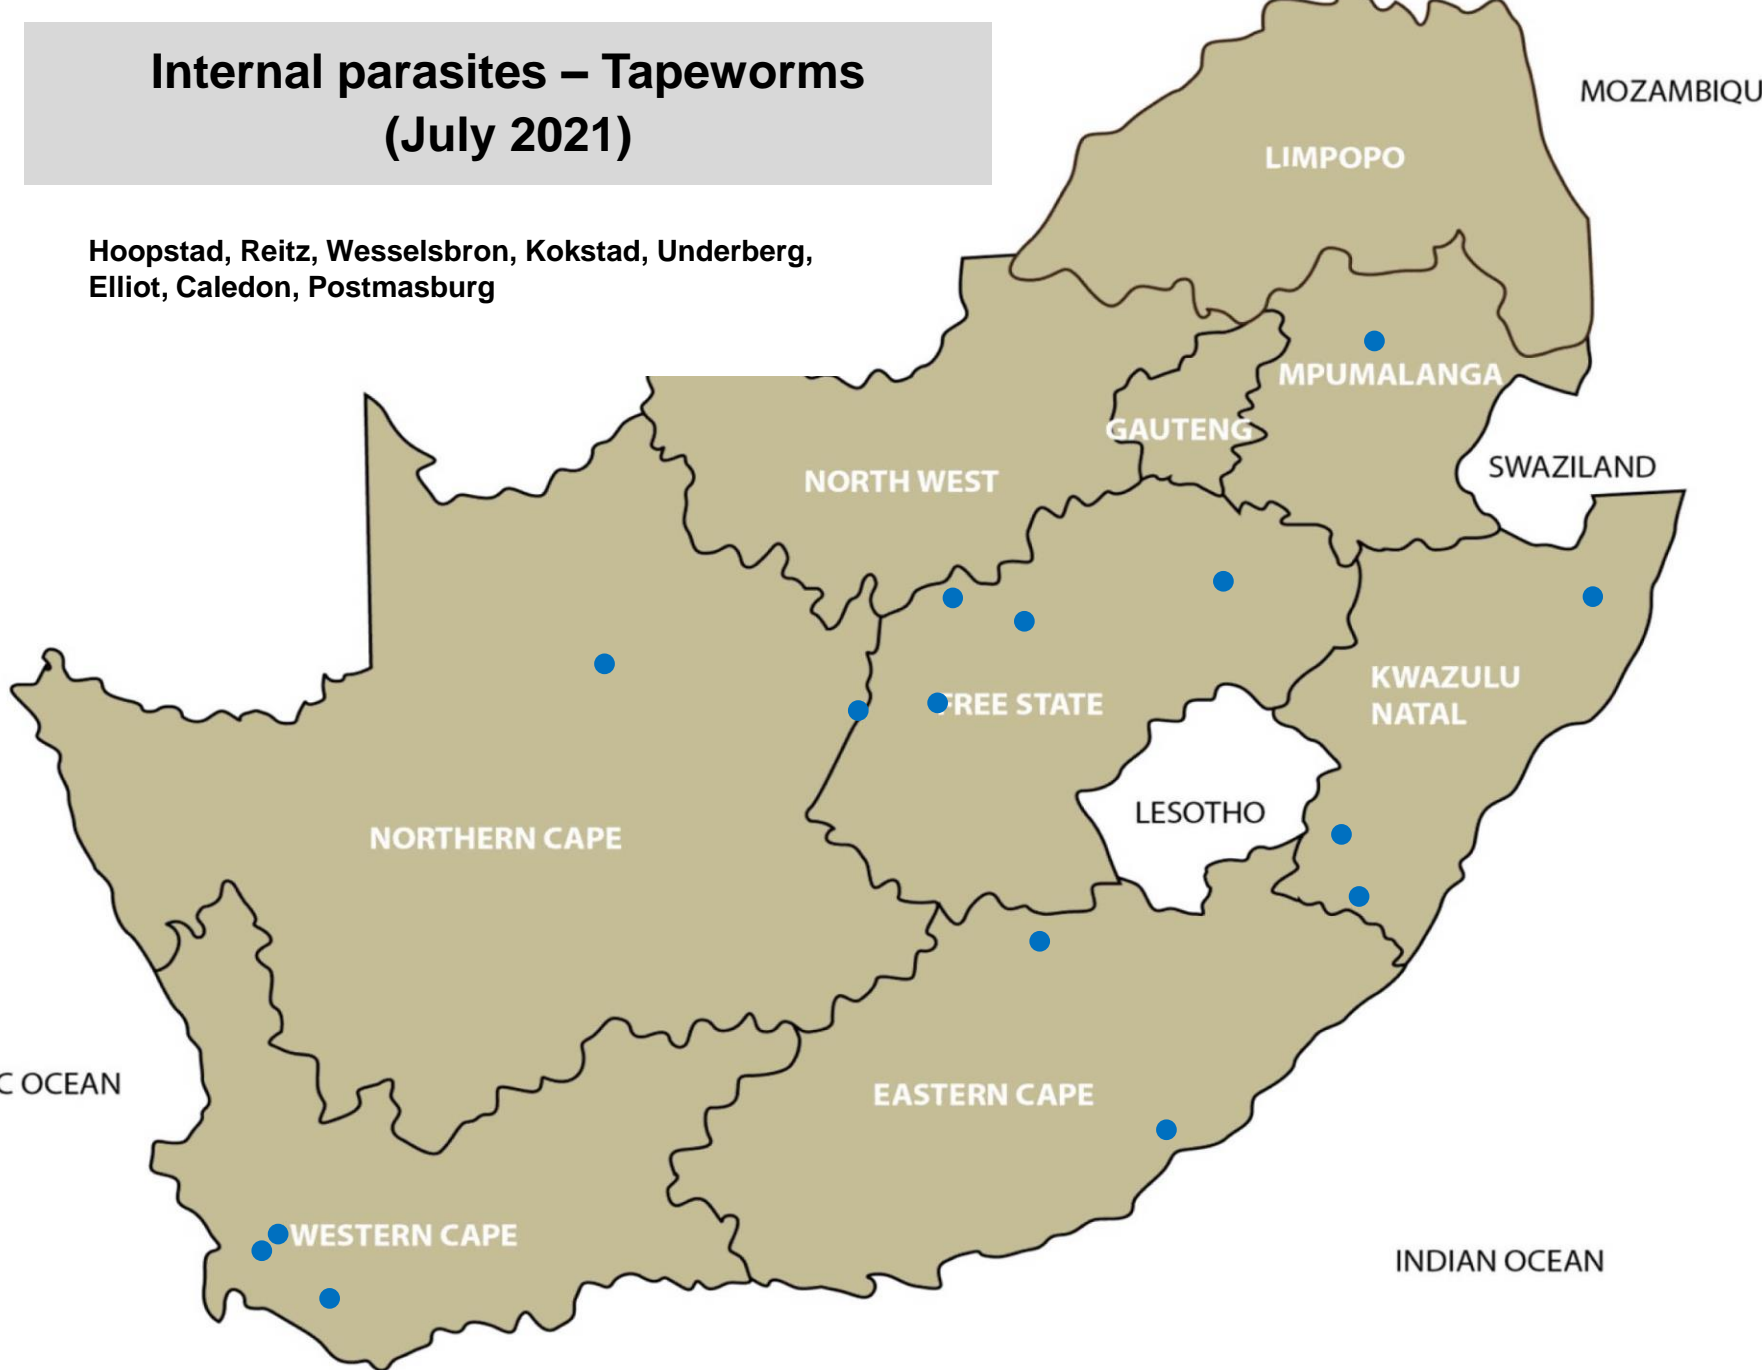 Internal parasites – Tapeworms
(July 2021)
Hoopstad, Reitz, Wesselsbron, Kokstad, Underberg,
Elliot, Caledon, Postmasburg
MOZAMBIQU
LIMPOPO
MPUMALANGA
GAUTENG
SWAZILAND
NORTH WEST
KWAZULU
NATAL
FREE STATE
LESOTHO
NORTHERN CAPE
C OCEAN
EASTERN CAPE
WESTERN CAPE
INDIAN OCEAN